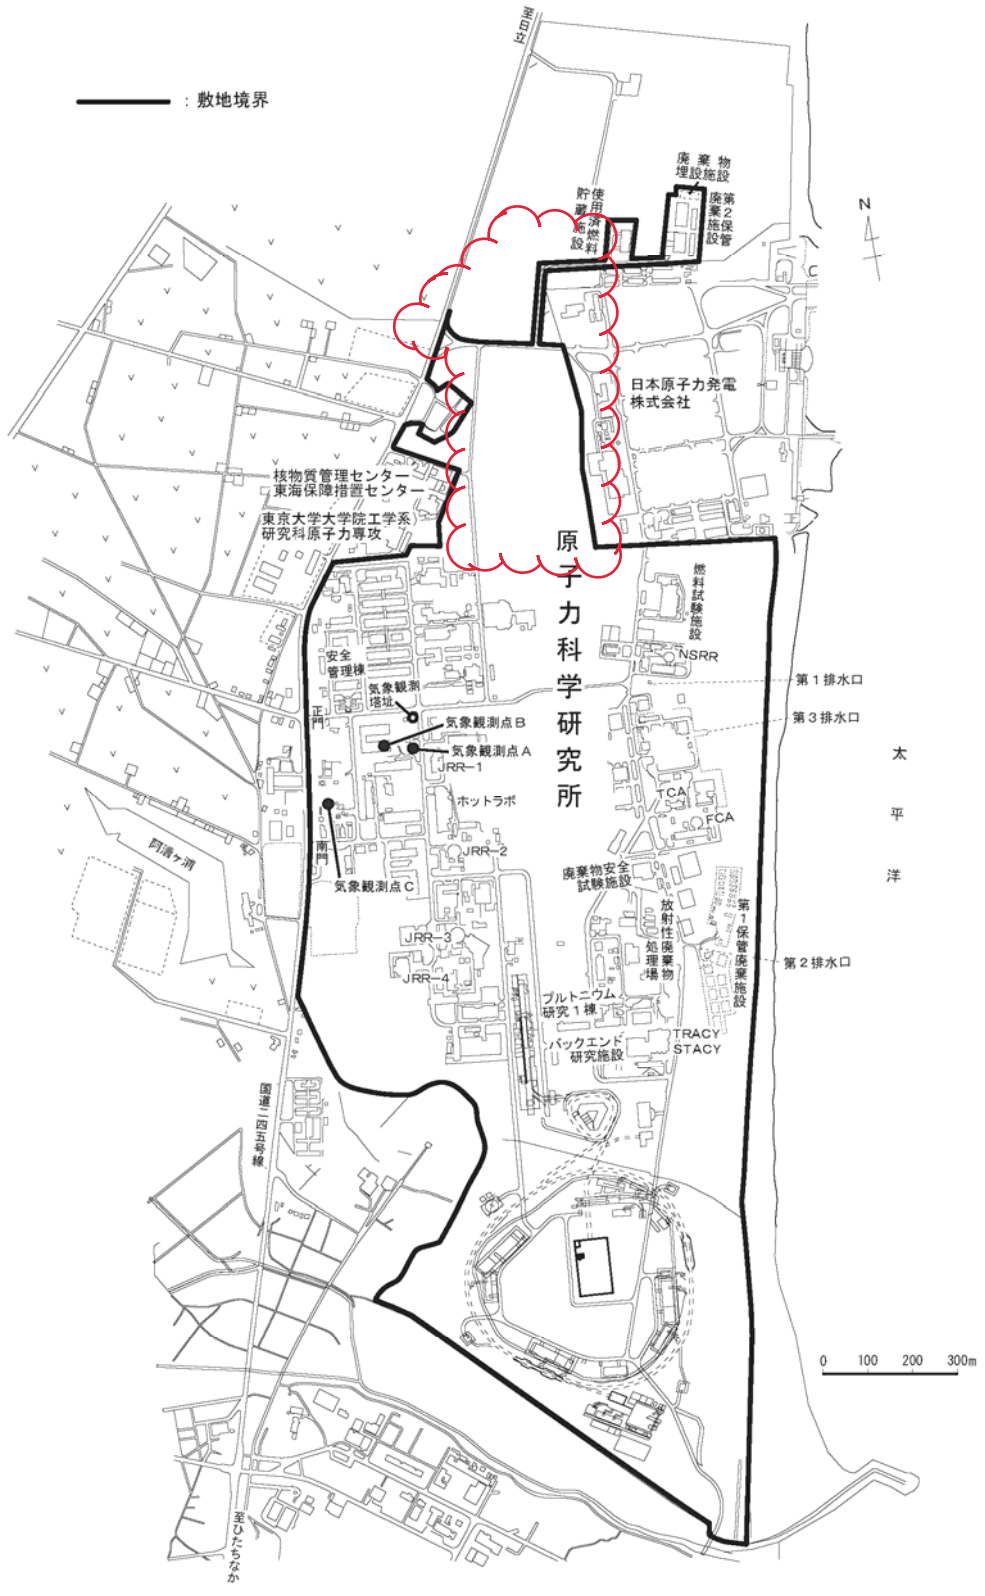 至日立
：敷地境界
廃棄物
埋設施設
使用済燃料
貯蔵施設
第2保管
廃棄施設
N
C
日本原子力発電
株式会社
核物質管理センター
東海保障措置センター
東京大学大学院工学系
研究科原子力専攻
原子力科学研究所
燃料試験施設
安全
管理棟
NSRR
気象観測
塔址
第1排水口
正門
気象観測点B
第3排水口
気象観測点A
JRR-1
太平洋
TCA
ホットラボ
FCA
南門
阿漕ヶ浦
JRR-2
廃棄物安全
試験施設
気象観測点C
放射性廃棄物
処理場
第1保管廃棄施設
JRR-3
第2排水口
JRR-4
プルトニウム
研究1棟
TRACY
STACY
バックエンド
研究施設
国道二四五号線
0 100 200 300m
至ひたちなか